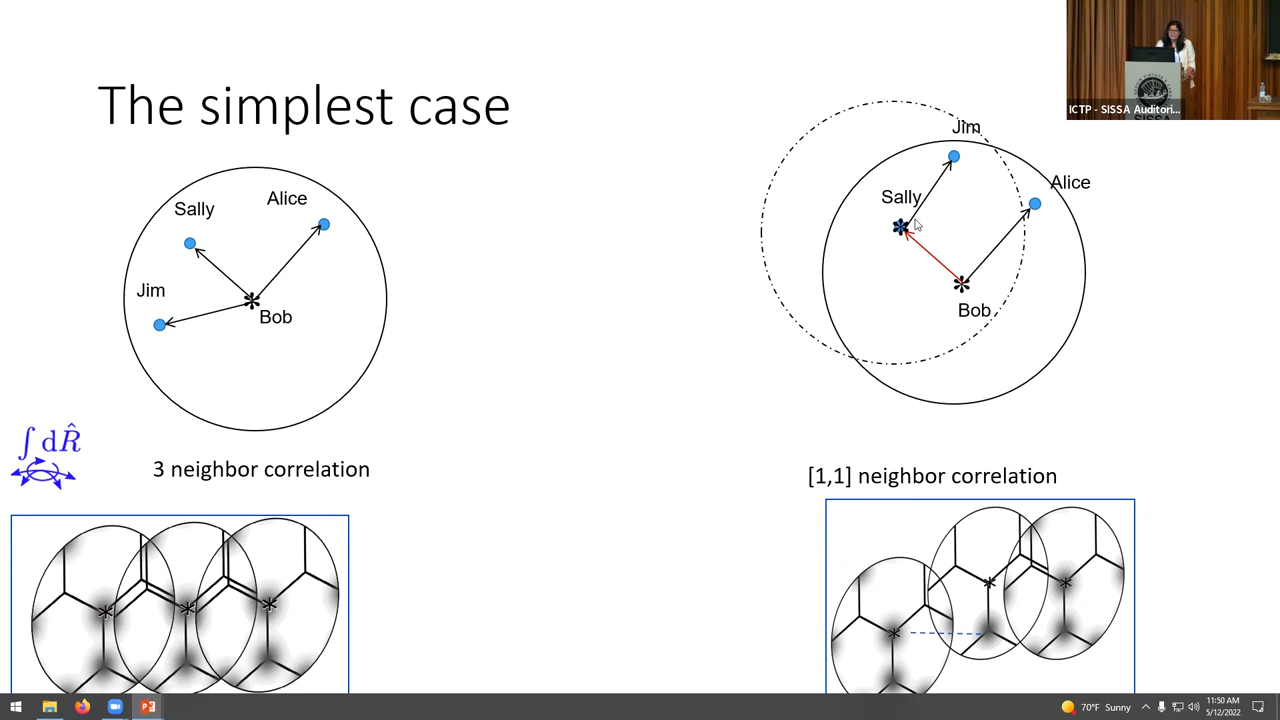 The simplest case
Sally
Alice
Jim
Bob
Jim
Alice
Sally
Bob
∫dR̂
3 neighbor correlation
[1,1] neighbor correlation
*
*
*
*
*
*
ICTP - SISSA Auditori...
SISSA
70°F Sunny
11:50 AM
5/12/2022